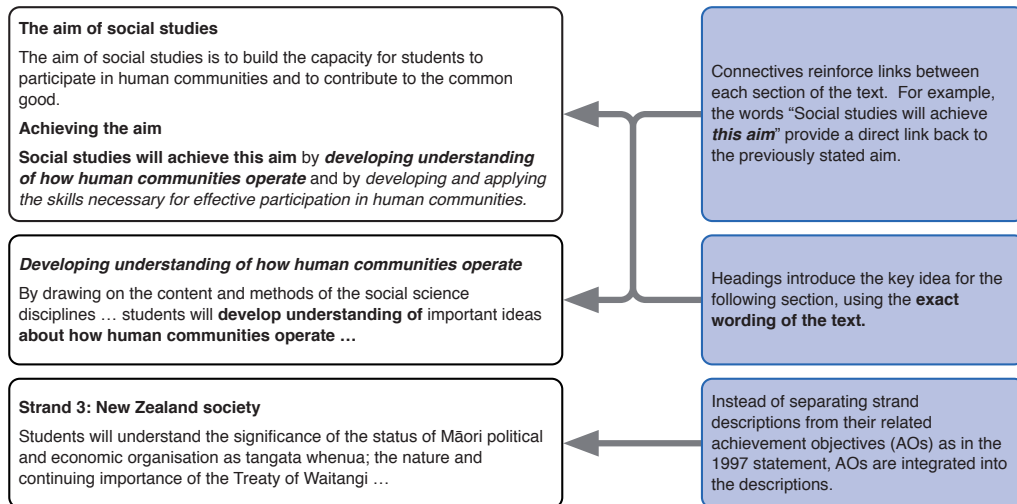 The aim of social studies
The aim of social studies is to build the capacity for students to
participate in human communities and to contribute to the common
good.
Achieving the aim
Social studies will achieve this aim by developing understanding
of how human communities operate and by developing and applying
the skills necessary for effective participation in human communities.
Connectives reinforce links between
each section of the text.  For example,
the words “Social studies will achieve
this aim” provide a direct link back to
the previously stated aim.
Developing understanding of how human communities operate
By drawing on the content and methods of the social science
disciplines … students will develop understanding of important ideas
about how human communities operate …
Headings introduce the key idea for the
following section, using the exact
wording of the text.
Strand 3: New Zealand society
Students will understand the significance of the status of Māori political
and economic organisation as tangata whenua; the nature and
continuing importance of the Treaty of Waitangi …
Instead of separating strand
descriptions from their related
achievement objectives (AOs) as in the
1997 statement, AOs are integrated into
the descriptions.